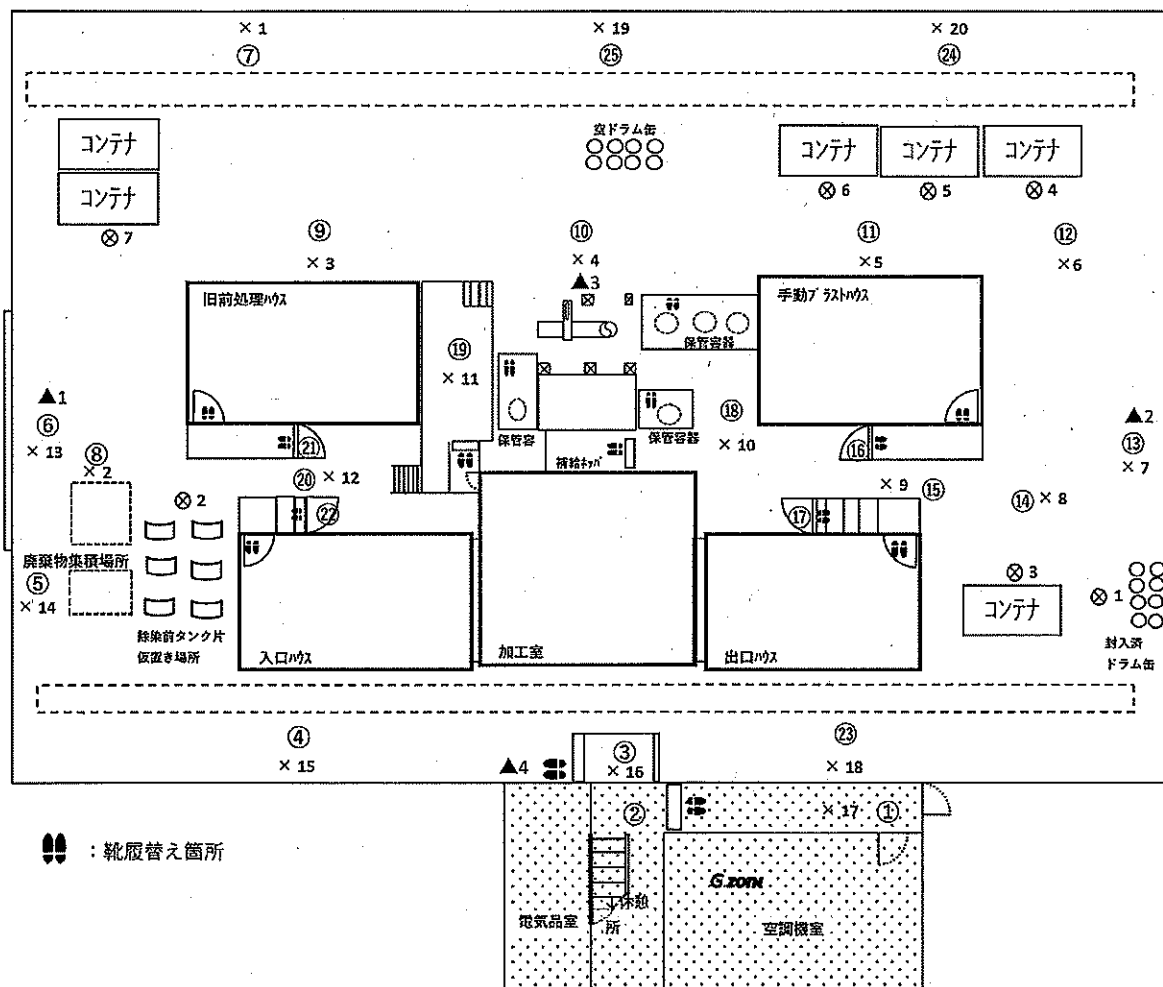 × 1
× 19
× 20
⑦
㉕
㉔
コンテナ
コンテナ
空ドラム缶
コンテナ
コンテナ
コンテナ
⊗ 7
⊗ 6
⊗ 5
⊗ 4
⑨
⑩
⑪
⑫
× 3
× 4
× 5
× 6
▲3
旧前処理ハウス
手動ブラストハウス
保管容器
⑲
× 11
▲1
⑥
× 13
⑱
× 10
▲2
⑬
× 7
保管容
保管容器
㉑
⑯
補給ホッパ
⑧
× 2
⊗ 2
⑳
× 12
× 9
⑮
⑭
× 8
㉒
⑰
廃棄物集積場所
⑤
× 14
⊗ 3
⊗ 1
コンテナ
除染前タンク片
仮置き場所
入口ハウス
加工室
出口ハウス
封入済
ドラム缶
④
× 15
▲4
③
× 16
㉓
× 18
②
× 17
①
：靴履替え箇所
G.zone
電気品室
休憩
所
空調機室